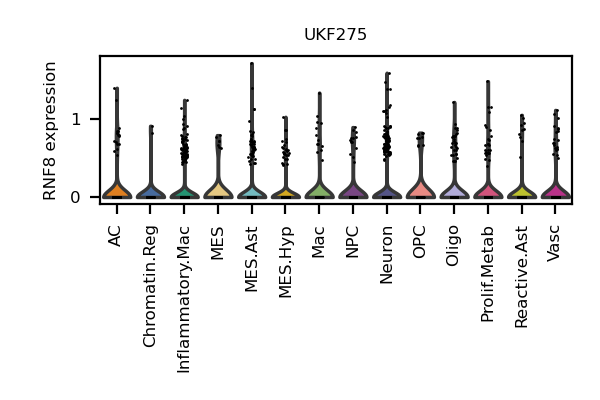 UKF275
RNF8 expression
1
0
AC
Chromatin.Reg
Inflammatory.Mac
MES
MES.Ast
MES.Hyp
Mac
NPC
Neuron
OPC
Oligo
Prolif.Metab
Reactive.Ast
Vasc